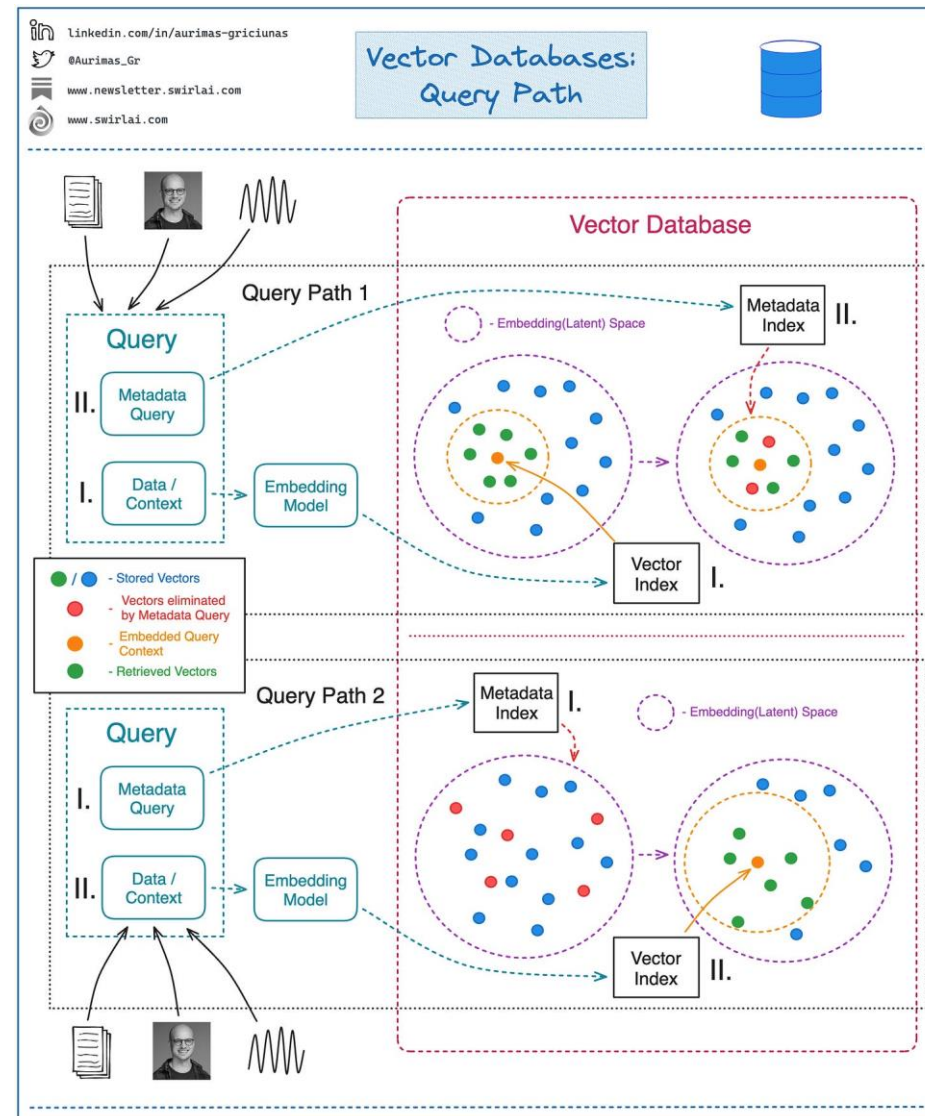 linkedin.com/in/aurimas-griciunas
@Aurimas_Gr
www.newsletter.swirlai.com
www.swirlai.com
Vector Databases:
Query Path
Vector Database
Query Path 1
- Embedding(Latent) Space
Metadata
Index
II.
Query
II.
Metadata
Query
I.
Data /
Context
Embedding
Model
Vector
Index
I.
/
- Stored Vectors
- Vectors eliminated
by Metadata Query
- Embedded Query
Context
- Retrieved Vectors
Query Path 2
Metadata
Index
I.
- Embedding(Latent) Space
Query
I.
Metadata
Query
II.
Data /
Context
Embedding
Model
Vector
Index
II.